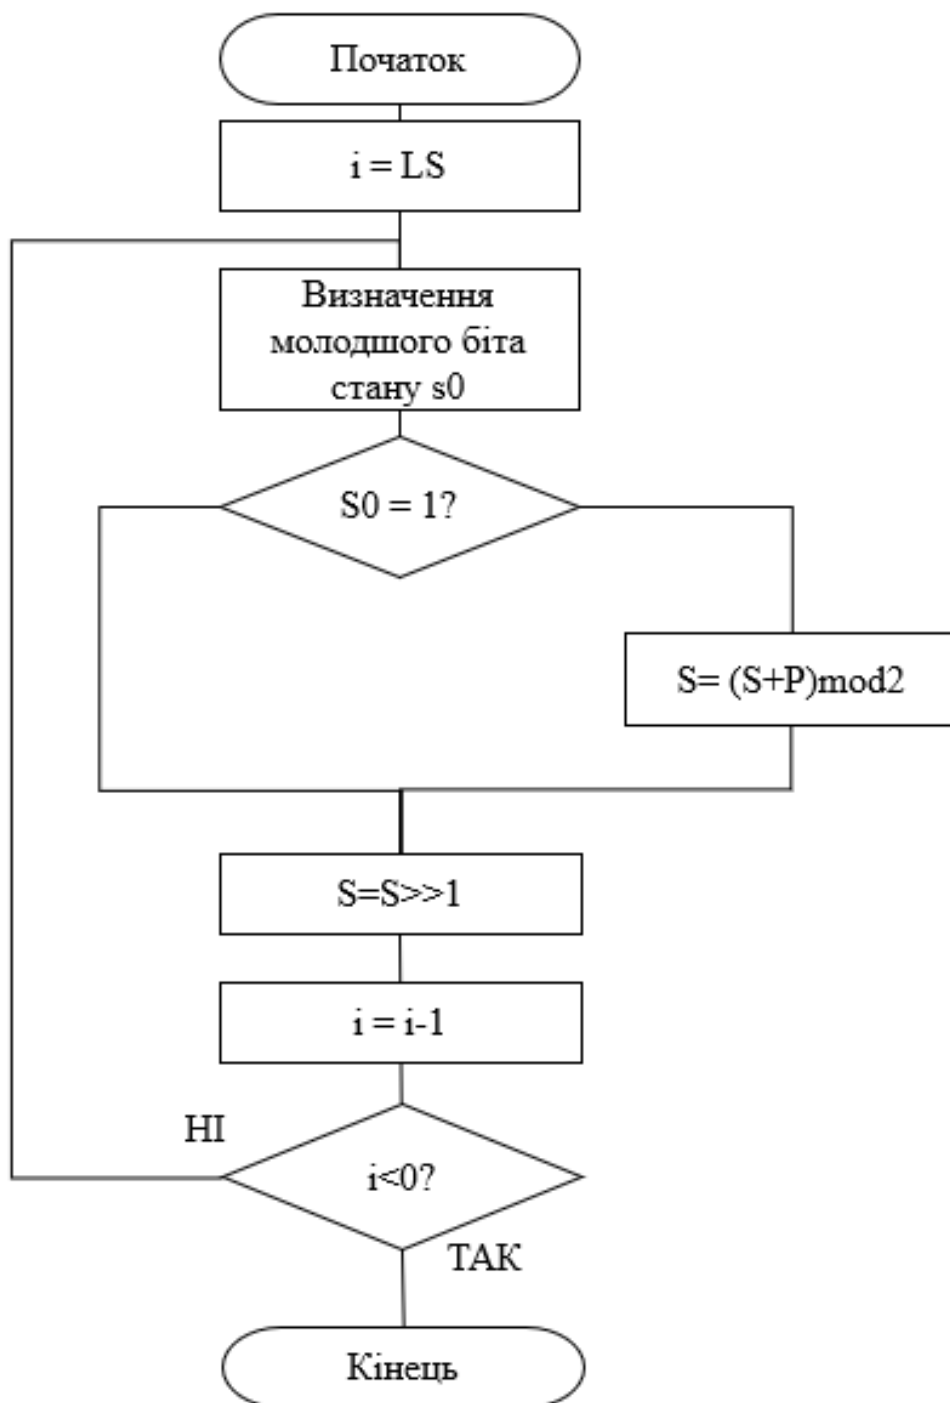 Початок
i = LS
Визначення
молодшого біта
стану s0
S0 = 1?
S= (S+P)mod2
S=S>>1
i = i-1
НІ
i<0?
ТАК
Кінець